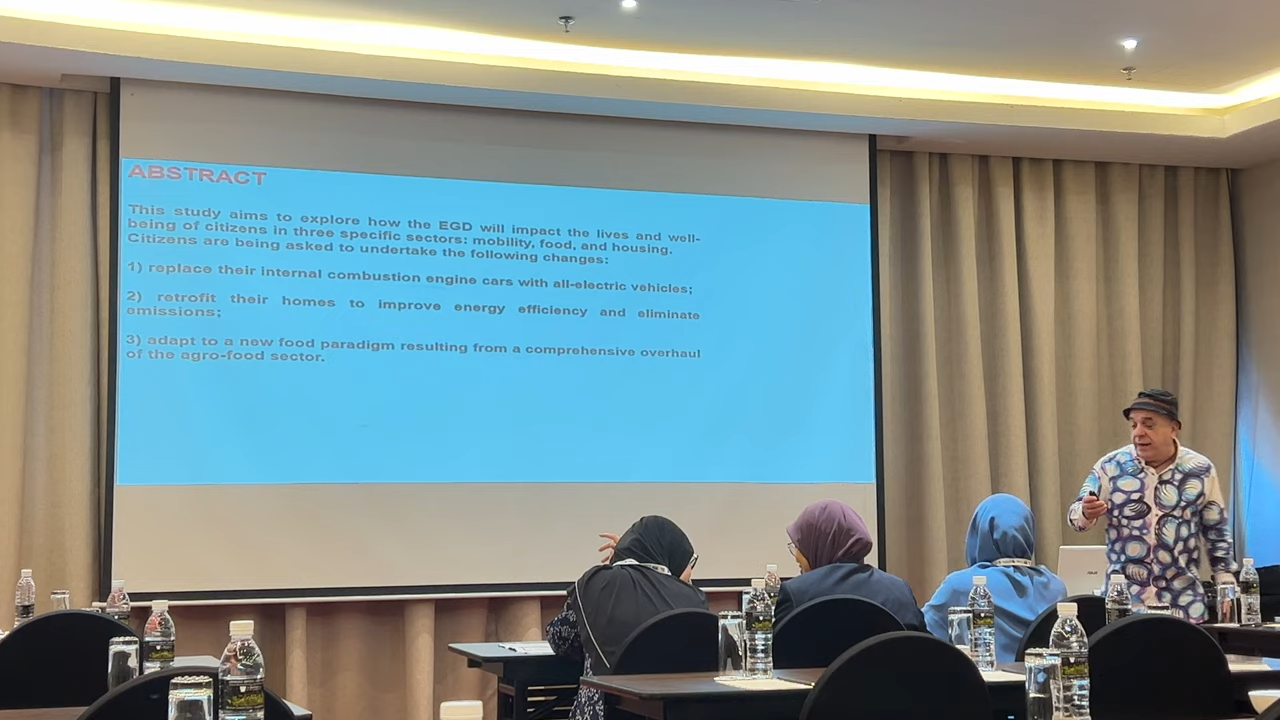 ABSTRACT
This study aims to explore how the EGD will impact the lives and well-
being of citizens in three specific sectors: mobility, food, and housing.
Citizens are being asked to undertake the following changes:
1) replace their internal combustion engine cars with all-electric vehicles;
2) retrofit their homes to improve energy efficiency and eliminate
emissions;
3) adapt to a new food paradigm resulting from a comprehensive overhaul
of the agro-food sector.